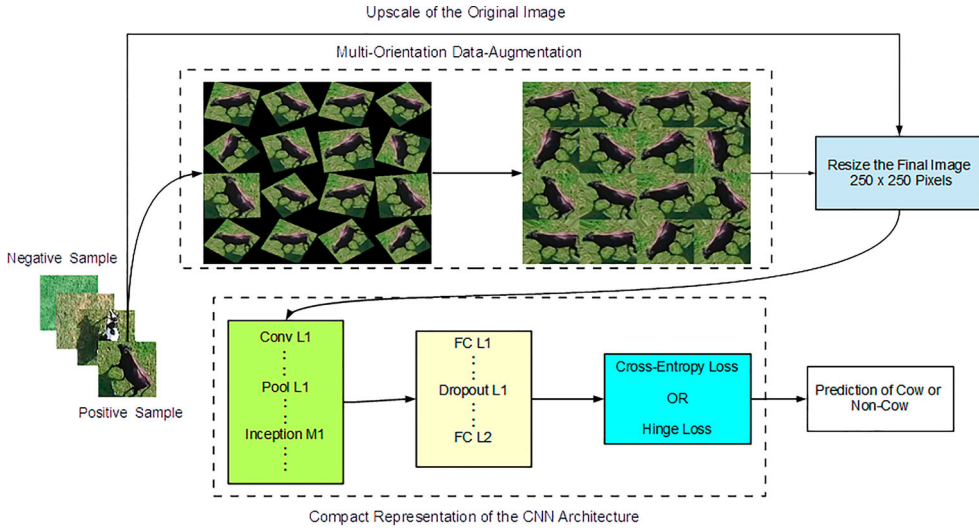 Upscale of the Original Image
Multi-Orientation Data-Augmentation
Resize the Final Image
250 x 250 Pixels
Negative Sample
Positive Sample
Conv L1
Pool L1
Inception M1
FC L1
Dropout L1
FC L2
Cross-Entropy Loss
OR
Hinge Loss
Prediction of Cow or
Non-Cow
Compact Representation of the CNN Architecture